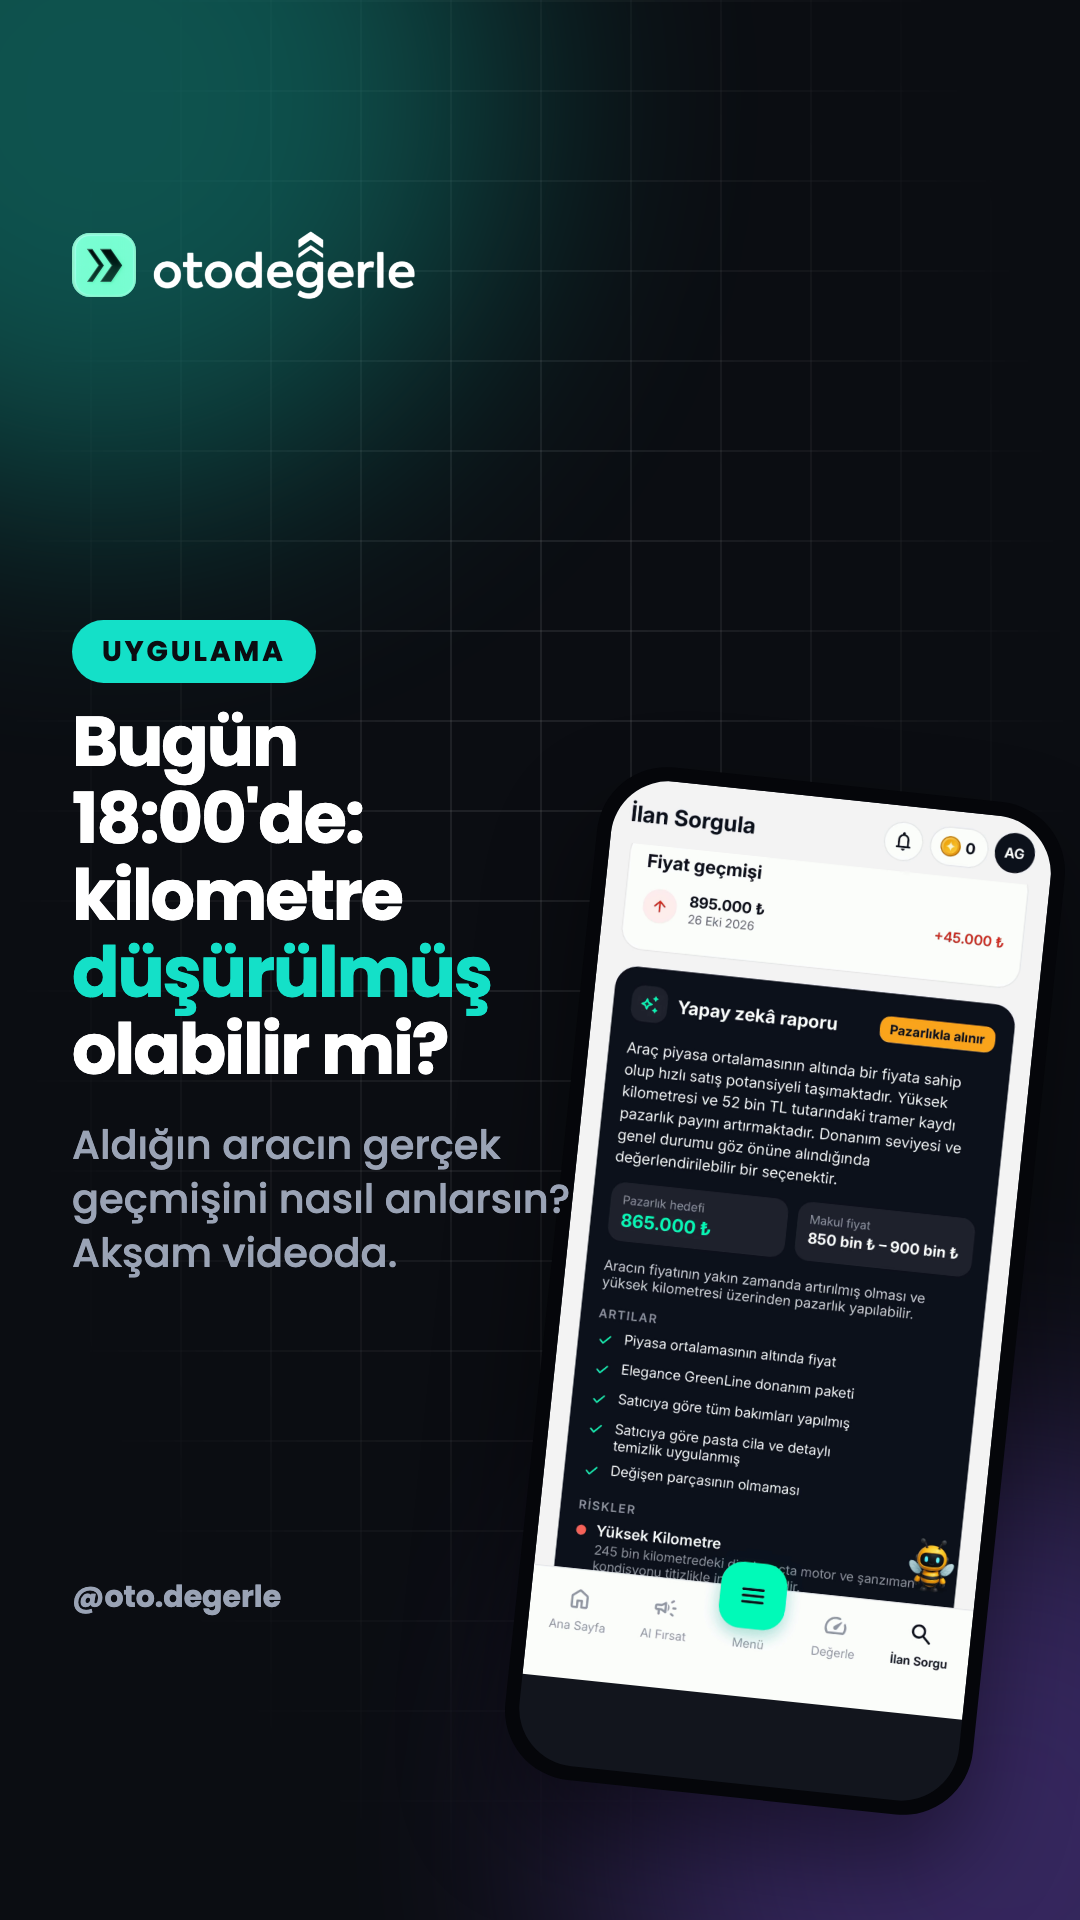 otodeğerle
UYGULAMA
Bugün
18:00'de:
kilometre
düşürülmüş
olabilir mi?
Aldığın aracın gerçek
geçmişini nasıl anlarsın?
Akşam videoda.
@oto.degerle
İlan Sorgula
0
AG
Fiyat geçmişi
895.000 ₺
26 Eki 2026
+45.000 ₺
Yapay zekâ raporu
Pazarlıkla alınır
Araç piyasa ortalamasının altında bir fiyata sahip
olup hızlı satış potansiyeli taşımaktadır. Yüksek
kilometresi ve 52 bin TL tutarındaki tramer kaydı
pazarlık payını artırmaktadır. Donanım seviyesi ve
genel durumu göz önüne alındığında
değerlendirilebilir bir seçenektir.
Pazarlık hedefi
865.000 ₺
Makul fiyat
850 bin ₺ – 900 bin ₺
Aracın fiyatının yakın zamanda artırılmış olması ve
yüksek kilometresi üzerinden pazarlık yapılabilir.
ARTILAR
Piyasa ortalamasının altında fiyat
Elegance GreenLine donanım paketi
Satıcıya göre tüm bakımları yapılmış
Satıcıya göre pasta cila ve detaylı
temizlik uygulanmış
Değişen parçasının olmaması
RİSKLER
Yüksek Kilometre
245 bin kilometredeki motor ve şanzıman
kondisyonu titizlikle
Ana Sayfa
AI Fırsat
Menü
Değerle
İlan Sorgu